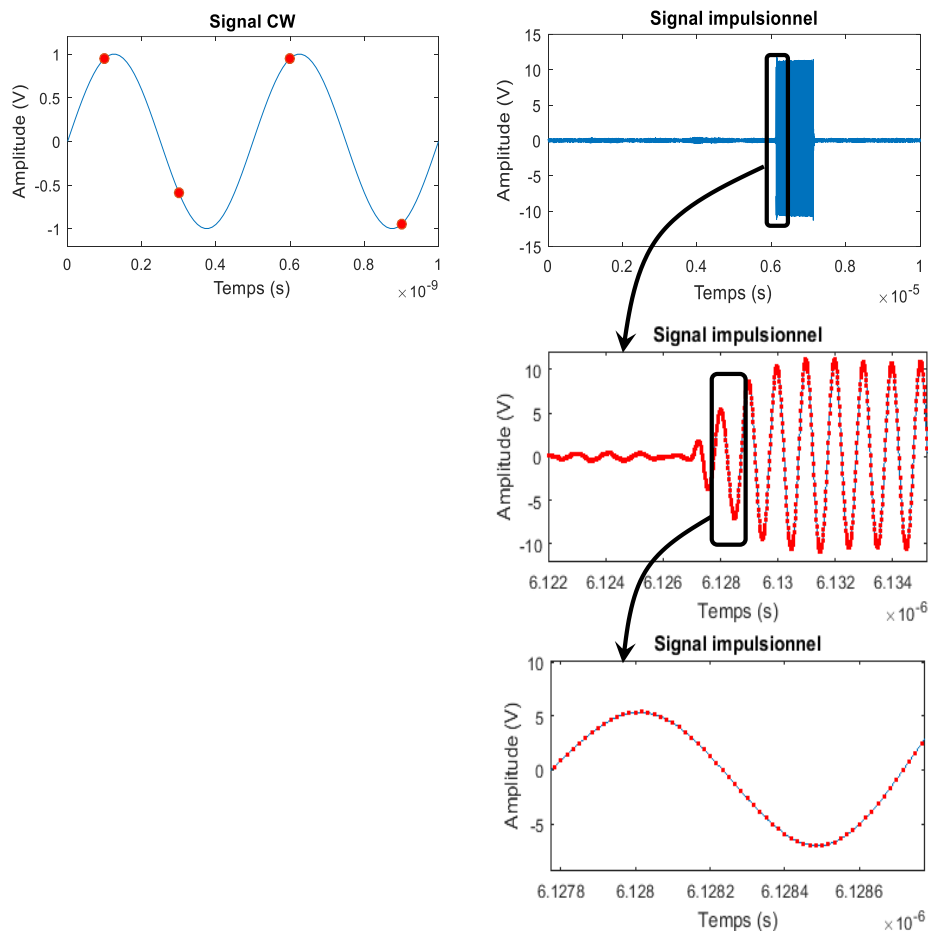 Signal CW
1
0.5
0
-0.5
-1
Amplitude (V)
0 0.2 0.4 0.6 0.8 1
Temps (s)
×10-9
Signal impulsionnel
15
10
5
0
-5
-10
-15
Amplitude (V)
0 0.2 0.4 0.6 0.8 1
Temps (s)
×10-5
Signal impulsionnel
10
5
0
-5
-10
Amplitude (V)
6.122 6.124 6.126 6.128 6.13 6.132 6.134
Temps (s)
×10-6
Signal impulsionnel
10
5
0
-5
Amplitude (V)
6.1278 6.128 6.1282 6.1284 6.1286
Temps (s)
×10-6